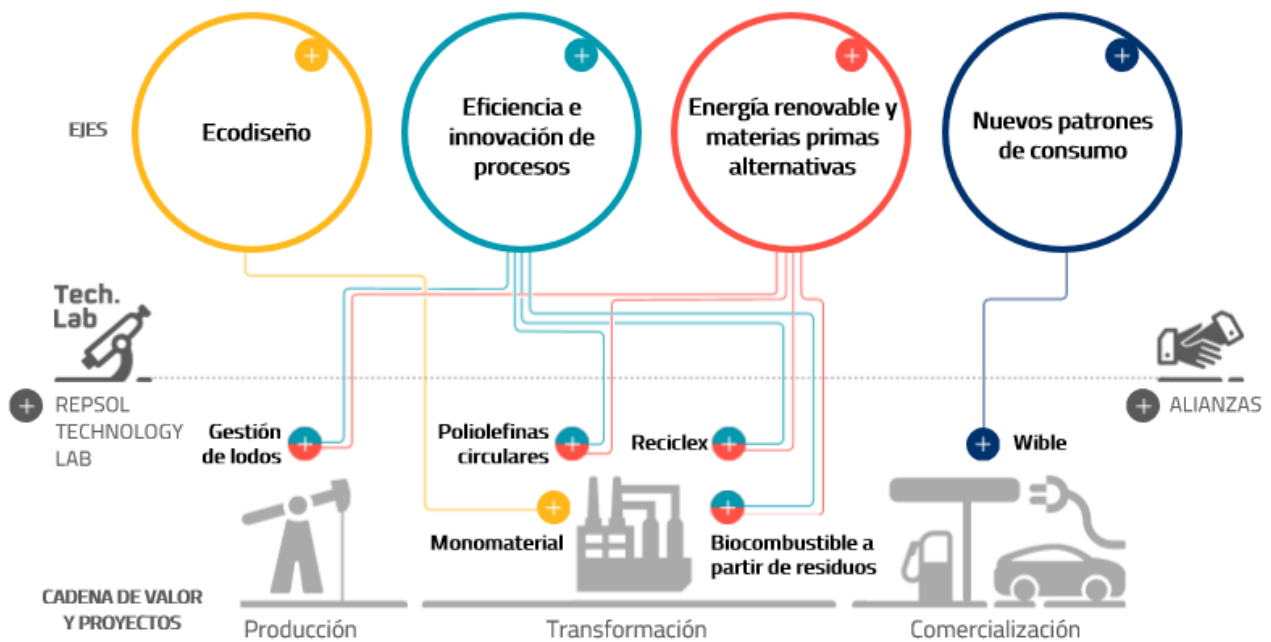 EJES
Ecodiseño
Eficiencia e
innovación de
procesos
Energía renovable y
materias primas
alternativas
Nuevos patrones
de consumo
Tech.
Lab
REPSOL
TECHNOLOGY
LAB
ALIANZAS
Gestión
de lodos
Poliolefinas
circulares
Reciclex
Wible
Monomaterial
Biocombustible a
partir de residuos
CADENA DE VALOR
Y PROYECTOS
Producción
Transformación
Comercialización